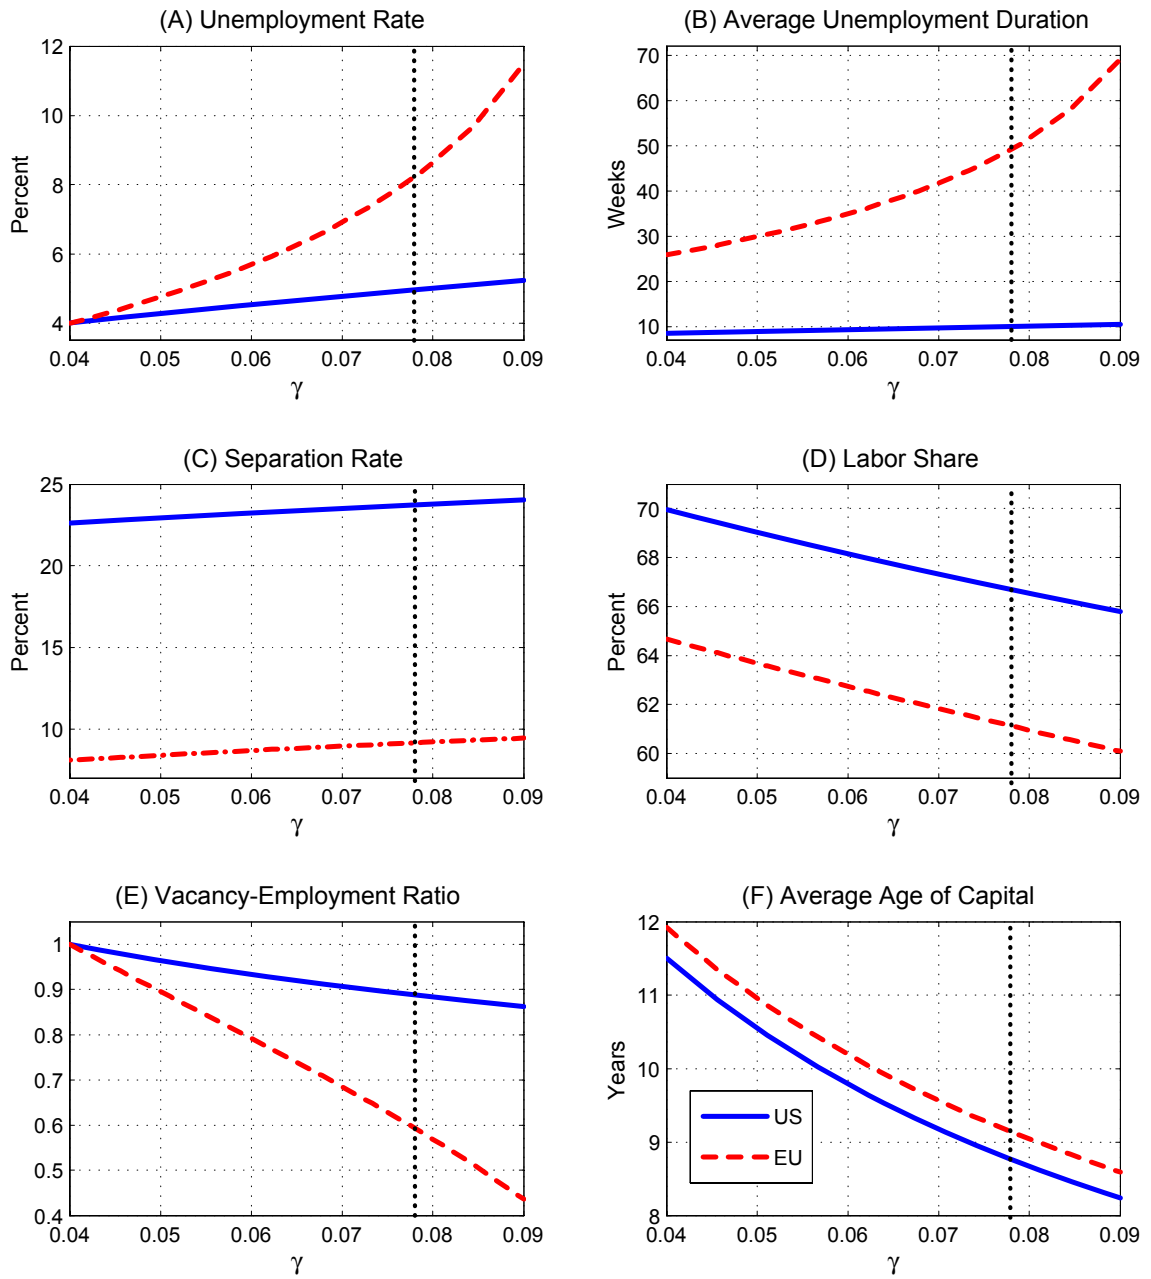 (A) Unemployment Rate
Percent
12
10
8
6
4
0.04 0.05 0.06 0.07 0.08 0.09
γ
(B) Average Unemployment Duration
Weeks
70
60
50
40
30
20
10
0.04 0.05 0.06 0.07 0.08 0.09
γ
(C) Separation Rate
Percent
25
20
15
10
0.04 0.05 0.06 0.07 0.08 0.09
γ
(D) Labor Share
Percent
70
68
66
64
62
60
0.04 0.05 0.06 0.07 0.08 0.09
γ
(E) Vacancy-Employment Ratio
1
0.9
0.8
0.7
0.6
0.5
0.4
0.04 0.05 0.06 0.07 0.08 0.09
γ
(F) Average Age of Capital
Years
12
11
10
9
8
US
EU
0.04 0.05 0.06 0.07 0.08 0.09
γ